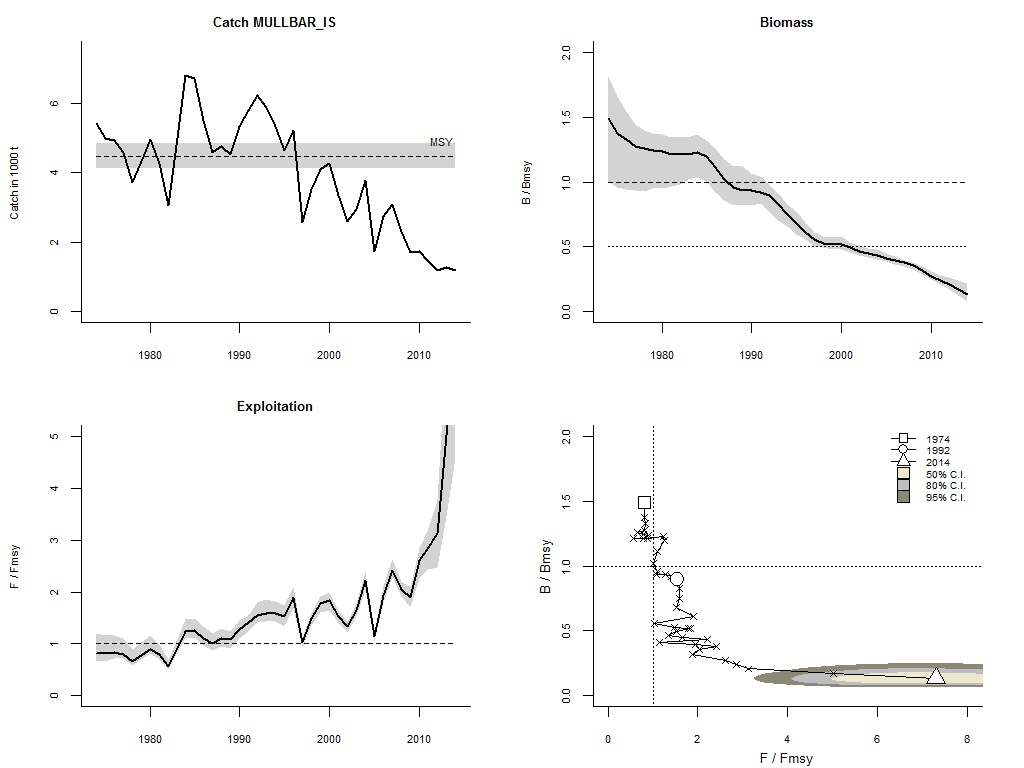 Catch MULLBAR_IS
Catch in 1000 t
6
4
2
0
MSY
1980 1990 2000 2010
Biomass
B / Bmsy
2.0
1.5
1.0
0.5
0.0
1980 1990 2000 2010
Exploitation
F / Fmsy
5
4
3
2
1
0
1980 1990 2000 2010
B / Bmsy
2.0
1.5
1.0
0.5
0.0
1974
1992
2014
50% C.I.
80% C.I.
95% C.I.
0 2 4 6 8
F / Fmsy